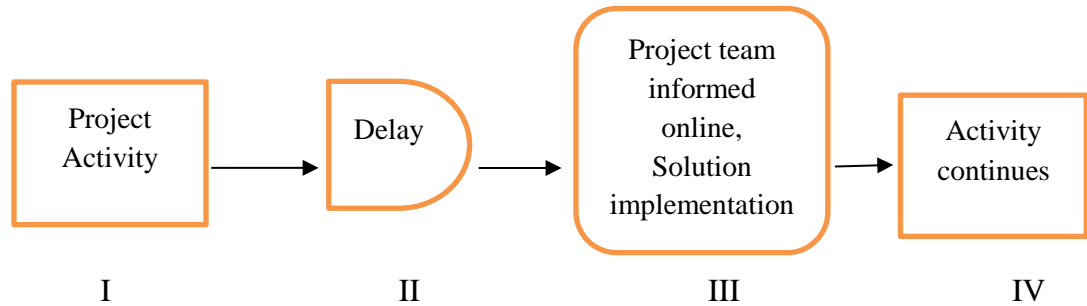 Project
Activity
Delay
Project team
informed
online,
Solution
implementation
Activity
continues
I
II
III
IV